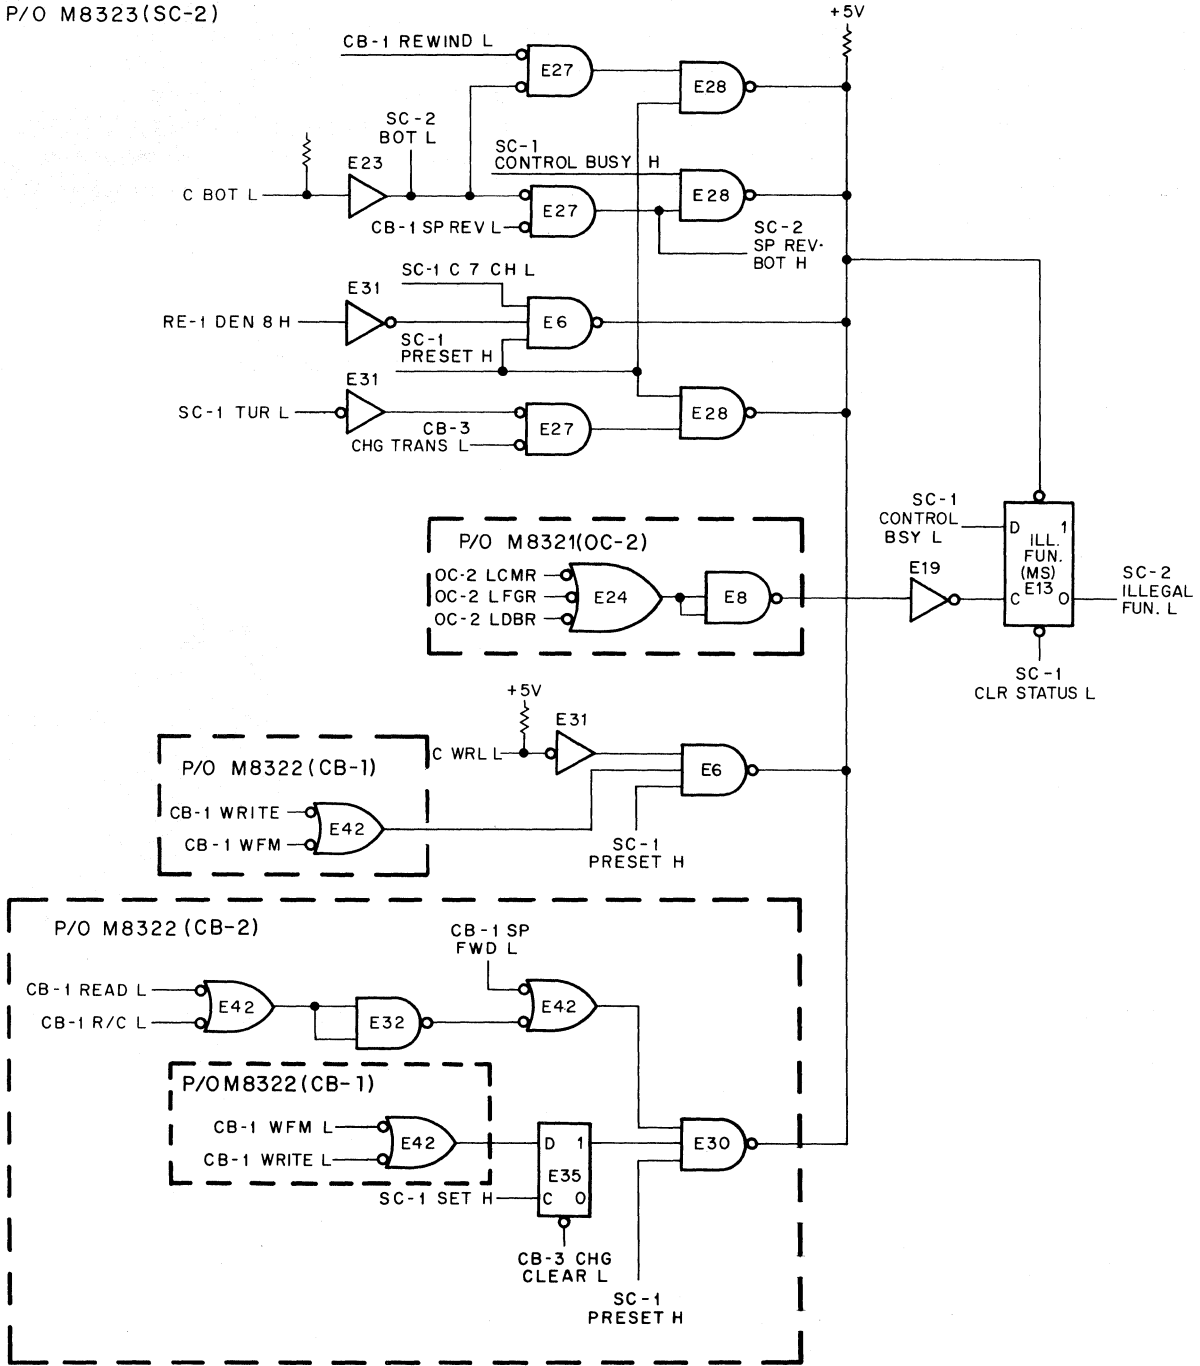 P/O M8323(SC-2)
+5V
CB-1 REWIND L
E27
E28
SC-2
BOT L
SC-1
CONTROL BUSY H
E23
C BOT L
E27
E28
CB-1 SP REV L
SC-2
SP REV·
BOT H
SC-1 C 7 CH L
E31
RE-1 DEN 8 H
E6
SC-1
PRESET H
E31
SC-1 TUR L
E27
E28
CB-3
CHG TRANS L
SC-1
CONTROL
BSY L
D 1
ILL.
FUN.
(MS)
E13
C 0
P/O M8321(OC-2)
OC-2 LCMR
OC-2 LFGR
OC-2 LDBR
E24
E8
E19
SC-2
ILLEGAL
FUN. L
SC-1
CLR STATUS L
+5V
E31
C WRL L
E6
P/O M8322(CB-1)
CB-1 WRITE
CB-1 WFM
E42
SC-1
PRESET H
P/O M8322(CB-2)
CB-1 SP
FWD L
CB-1 READ L
CB-1 R/C L
E42
E32
E42
P/O M8322(CB-1)
CB-1 WFM L
CB-1 WRITE L
E42
D 1
E35
C 0
E30
SC-1 SET H
CB-3 CHG
CLEAR L
SC-1
PRESET H